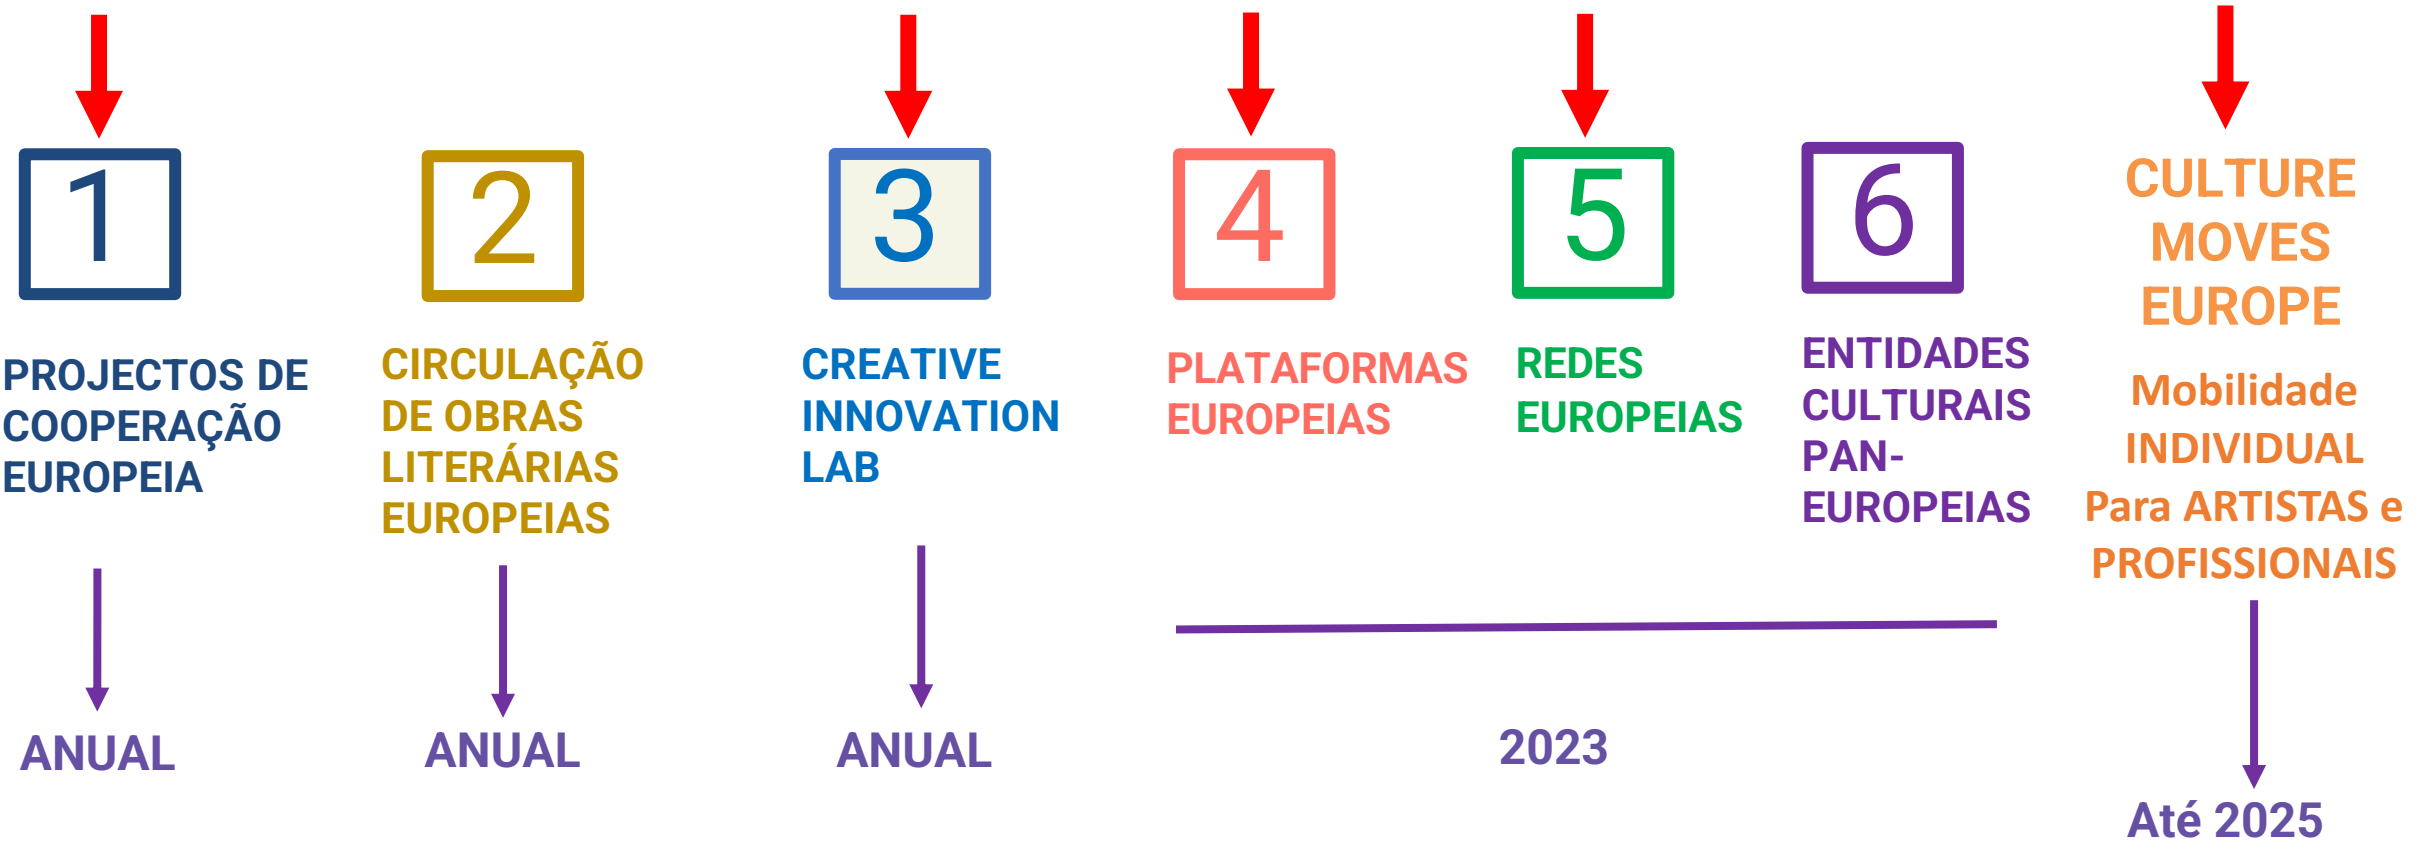 1
PROJECTOS DE
COOPERAÇÃO
EUROPEIA
ANUAL
2
CIRCULAÇÃO
DE OBRAS
LITERÁRIAS
EUROPEIAS
ANUAL
3
CREATIVE
INNOVATION
LAB
ANUAL
4
PLATAFORMAS
EUROPEIAS
5
REDES
EUROPEIAS
6
ENTIDADES
CULTURAIS
PAN-
EUROPEIAS
2023
CULTURE
MOVES
EUROPE
Mobilidade
INDIVIDUAL
Para ARTISTAS e
PROFISSIONAIS
Até 2025